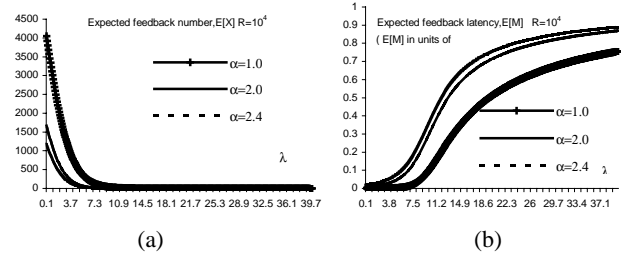 Expected feedback number,E[X] R=10^4
4500
4000
3500
3000
2500
2000
1500
1000
500
0
α=1.0
α=2.0
α=2.4
λ
0.1 3.7 7.3 10.9 14.5 18.1 21.7 25.3 28.9 32.5 36.1 39.7
(a)
Expected feedback latency,E[M] R=10^4
( E[M] in units of
1
0.9
0.8
0.7
0.6
0.5
0.4
0.3
0.2
0.1
0
α=1.0
α=2.0
α=2.4
λ
0.1 3.8 7.5 11.2 14.9 18.6 22.3 26 29.7 33.4 37.1
(b)